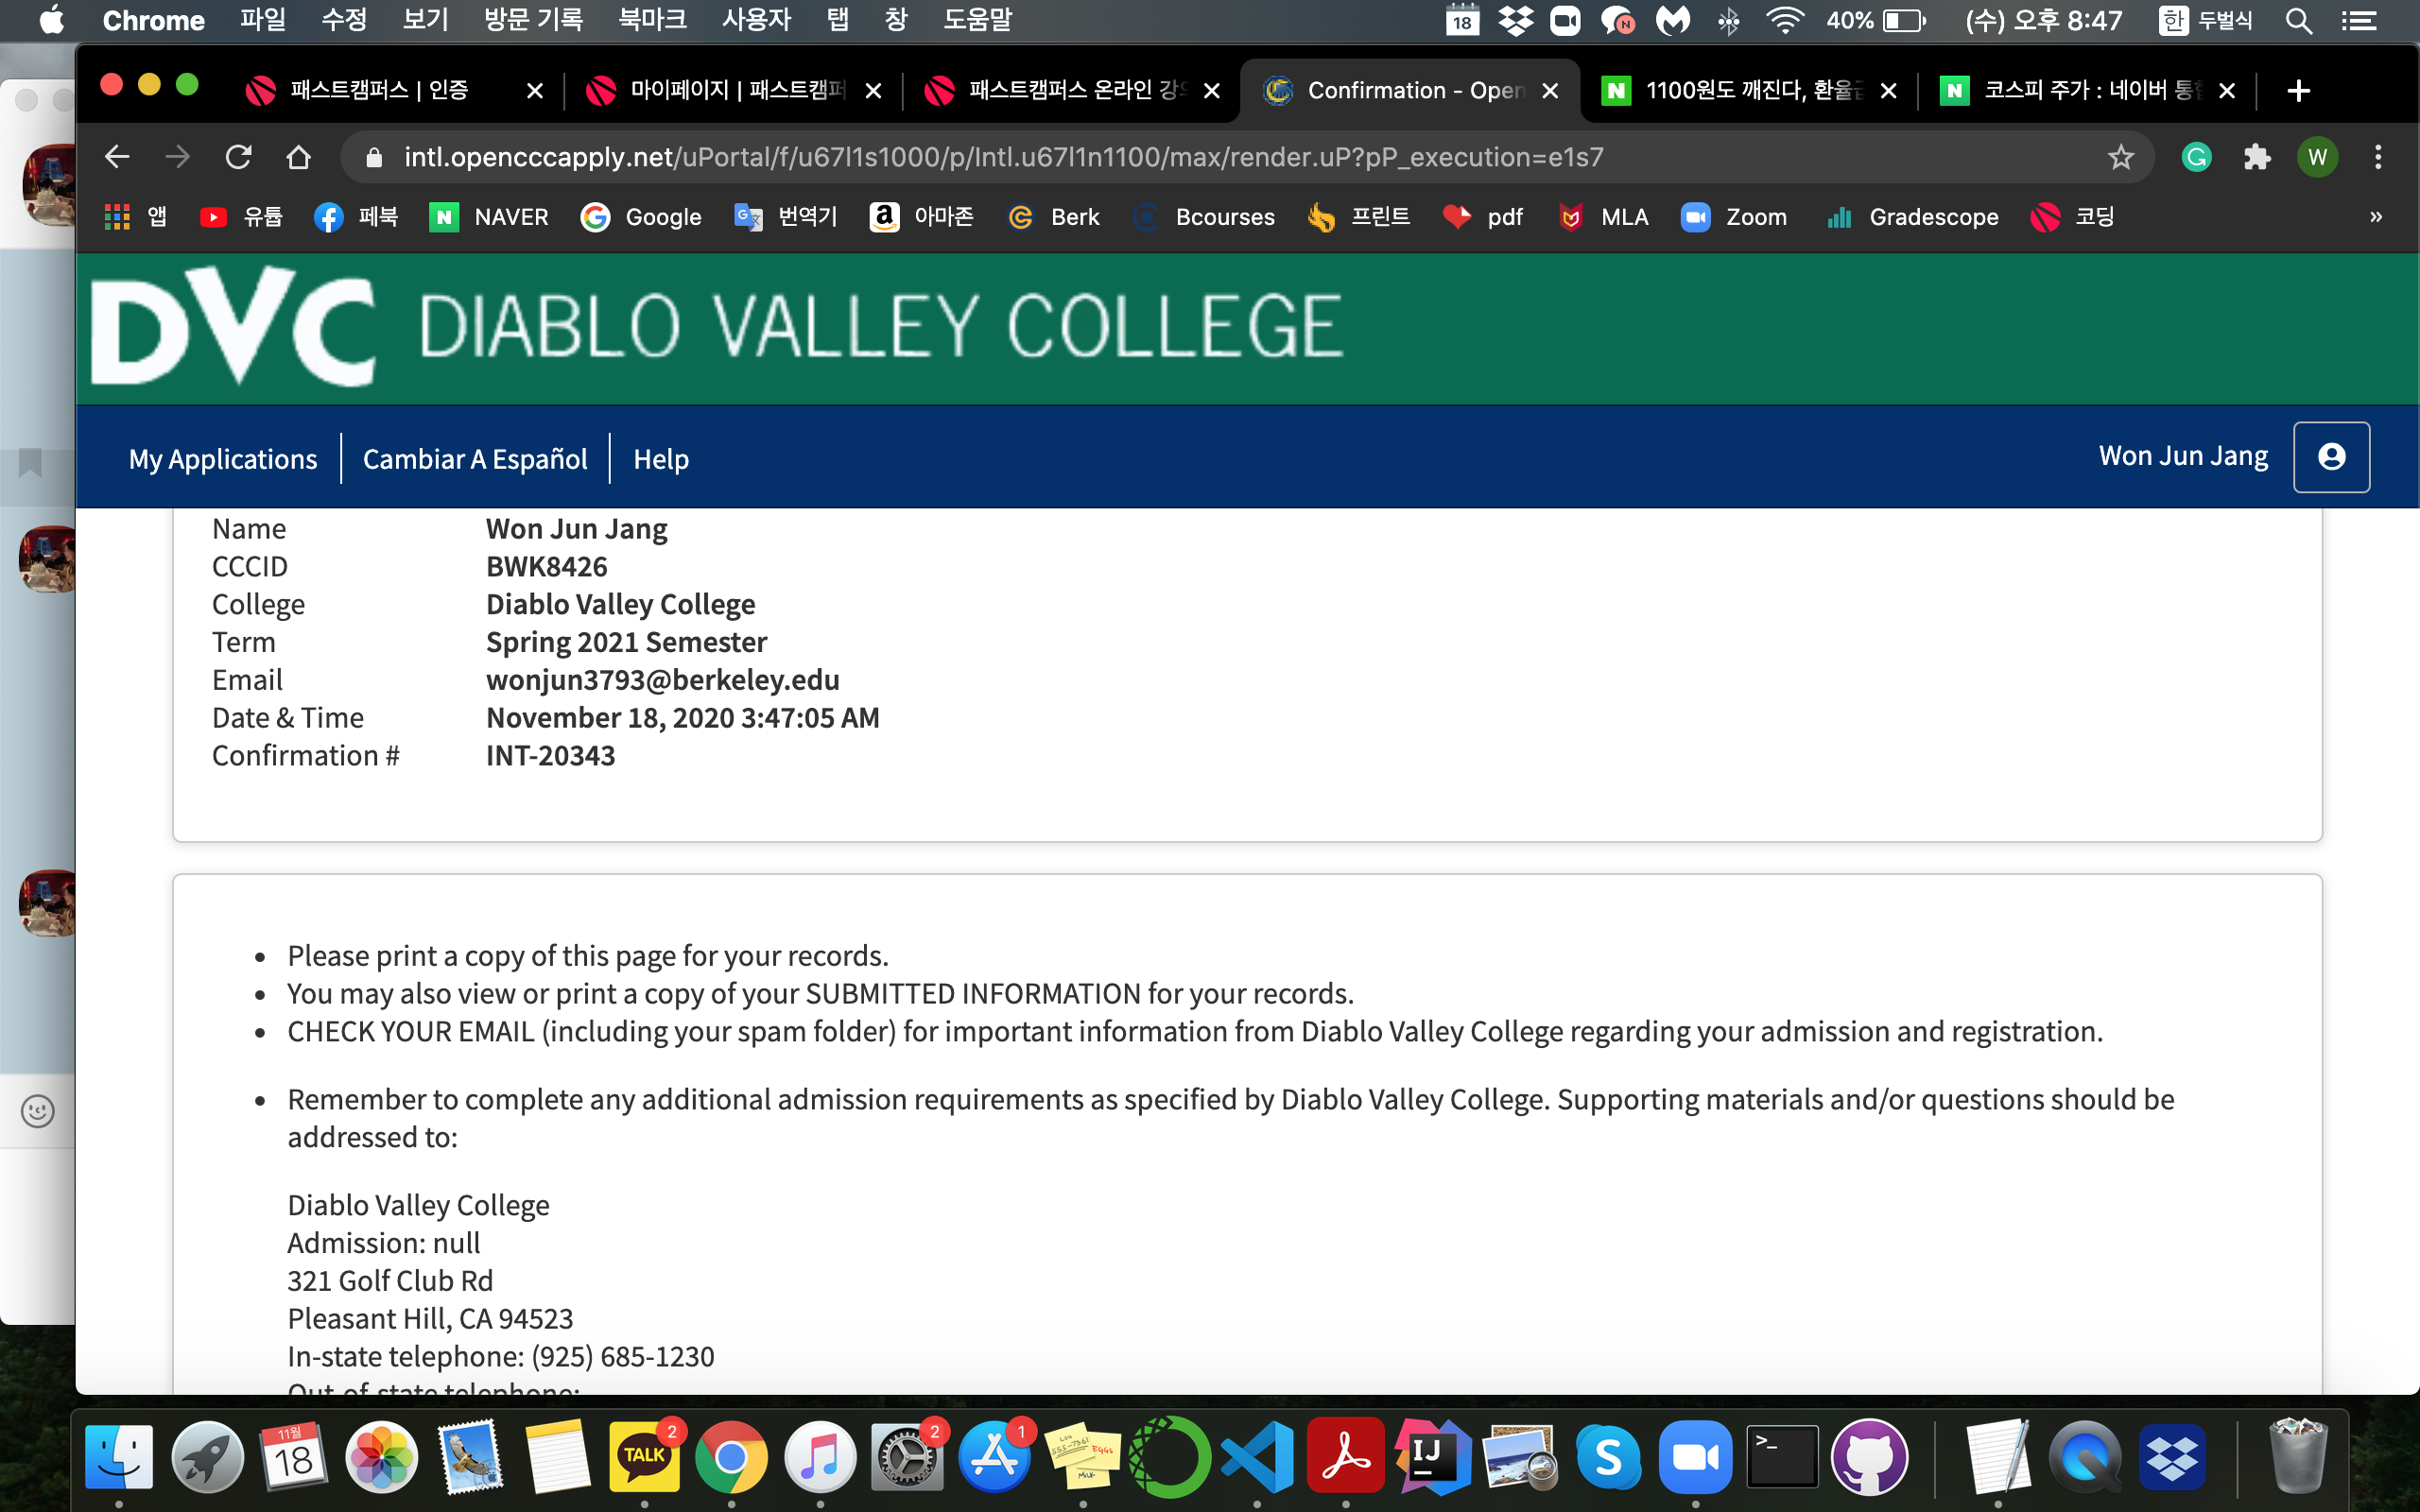 Chrome 파일 수정 보기 방문 기록 북마크 사용자 탭 창 도움말 18 N 40% (수) 오후 8:47 한 두벌식
패스트캠퍼스 | 인증 마이페이지 | 패스트캠퍼 패스트캠퍼스 온라인 강 Confirmation - Open N 1100원도 깨진다, 환율급 N 코스피 주가 : 네이버 통합
intl.opencccapply.net/uPortal/f/u67l1s1000/p/Intl.u67l1n1100/max/render.uP?pP_execution=e1s7 G W
앱 유튭 페북 N NAVER Google 번역기 아마존 Berk Bcourses 프린트 pdf MLA Zoom Gradescope 코딩 »
DVC DIABLO VALLEY COLLEGE
My Applications Cambiar A Español Help Won Jun Jang
Name Won Jun Jang
CCCID BWK8426
College Diablo Valley College
Term Spring 2021 Semester
Email wonjun3793@berkeley.edu
Date & Time November 18, 2020 3:47:05 AM
Confirmation # INT-20343
• Please print a copy of this page for your records.
• You may also view or print a copy of your SUBMITTED INFORMATION for your records.
• CHECK YOUR EMAIL (including your spam folder) for important information from Diablo Valley College regarding your admission and registration.
• Remember to complete any additional admission requirements as specified by Diablo Valley College. Supporting materials and/or questions should be
addressed to:
Diablo Valley College
Admission: null
321 Golf Club Rd
Pleasant Hill, CA 94523
In-state telephone: (925) 685-1230
Out-of-state telephone:
11월 18 TALK 2 2 1 EGGS MILK IJ S >_